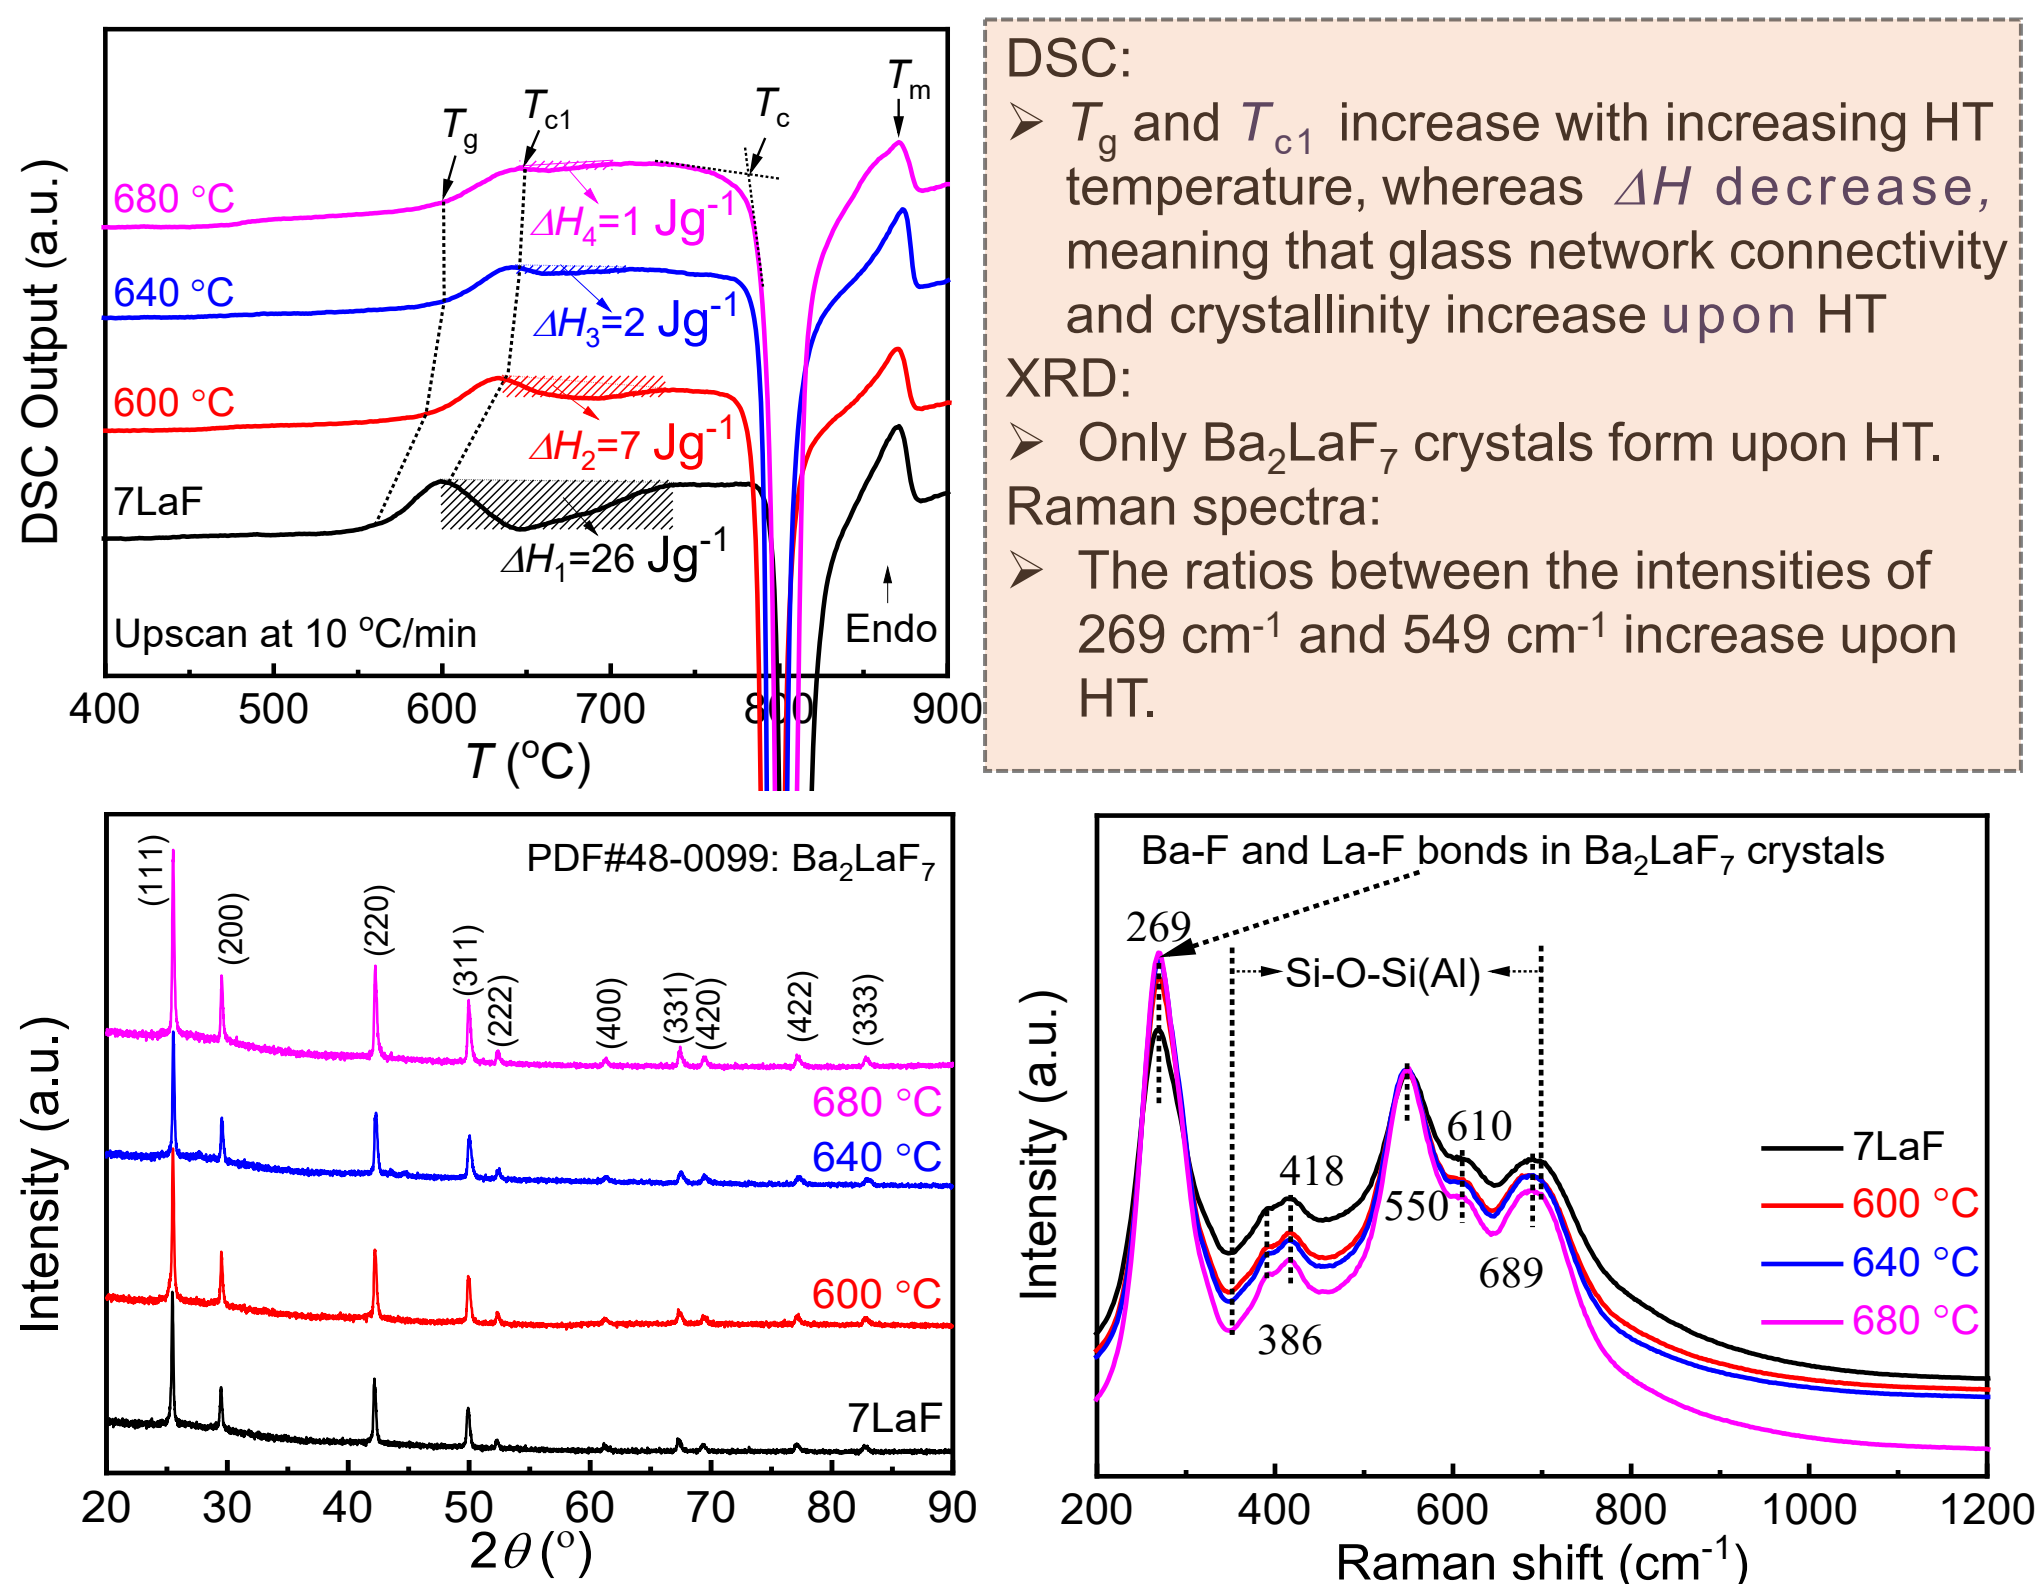 DSC Output (a.u.)
T_g
T_c1
T_c
T_m
680 °C
ΔH₄=1 Jg⁻¹
640 °C
ΔH₃=2 Jg⁻¹
600 °C
ΔH₂=7 Jg⁻¹
7LaF
ΔH₁=26 Jg⁻¹
Upscan at 10 °C/min
Endo
400 500 600 700 800 900
T (°C)
DSC:
➢ T_g and T_c1 increase with increasing HT
temperature, whereas ΔH decrease,
meaning that glass network connectivity
and crystallinity increase upon HT
XRD:
➢ Only Ba₂LaF₇ crystals form upon HT.
Raman spectra:
➢ The ratios between the intensities of
269 cm⁻¹ and 549 cm⁻¹ increase upon
HT.
Intensity (a.u.)
PDF#48-0099: Ba₂LaF₇
(111) (200) (220) (311) (222) (400) (331) (420) (422) (333)
680 °C
640 °C
600 °C
7LaF
20 30 40 50 60 70 80 90
2θ (°)
Intensity (a.u.)
Ba-F and La-F bonds in Ba₂LaF₇ crystals
269
Si-O-Si(Al)
610
418
550
689
386
7LaF
600 °C
640 °C
680 °C
200 400 600 800 1000 1200
Raman shift (cm⁻¹)